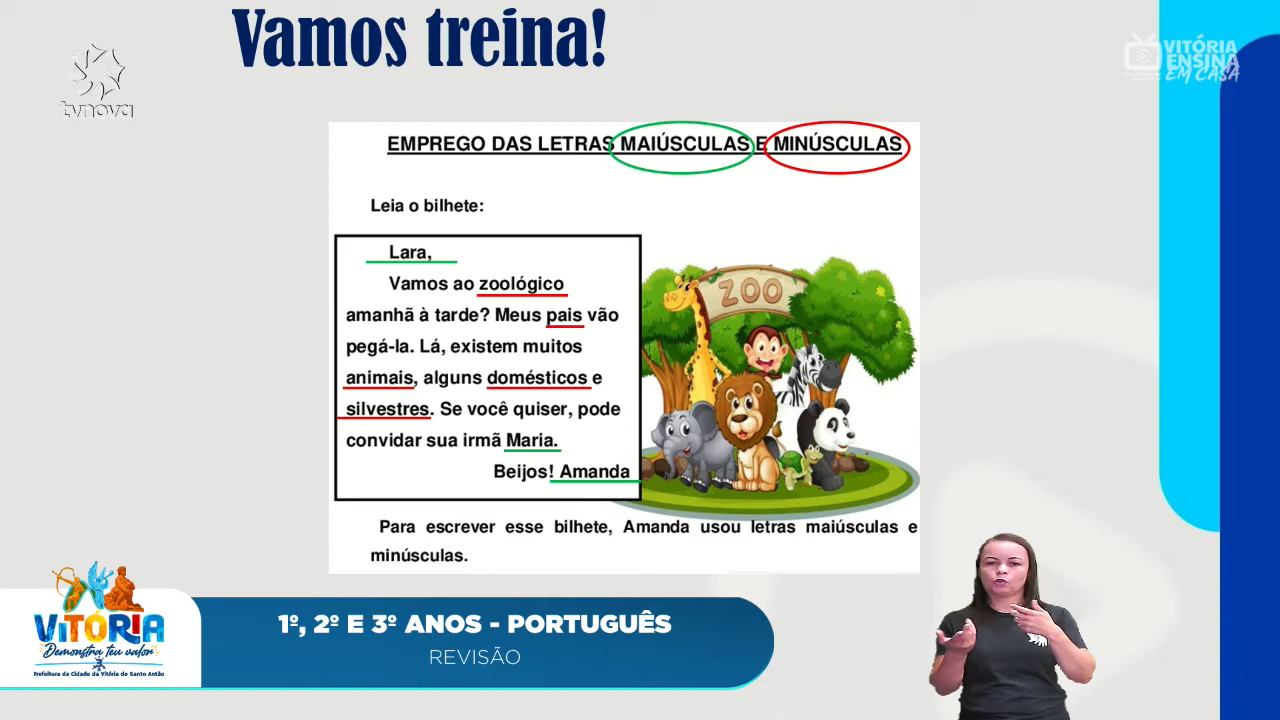 Vamos treina!
tvnova
VITÓRIA
ENSINA
EM CASA
EMPREGO DAS LETRAS MAIÚSCULAS E MINÚSCULAS
Leia o bilhete:
Lara,
Vamos ao zoológico
amanhã à tarde? Meus pais vão
pegá-la. Lá, existem muitos
animais, alguns domésticos e
silvestres. Se você quiser, pode
convidar sua irmã Maria.
Beijos! Amanda
ZOO
Para escrever esse bilhete, Amanda usou letras maiúsculas e
minúsculas.
VITÓRIA
Demonstra teu valor
Prefeitura da Cidade da Vitória de Santo Antão
1º, 2º E 3º ANOS - PORTUGUÊS
REVISÃO